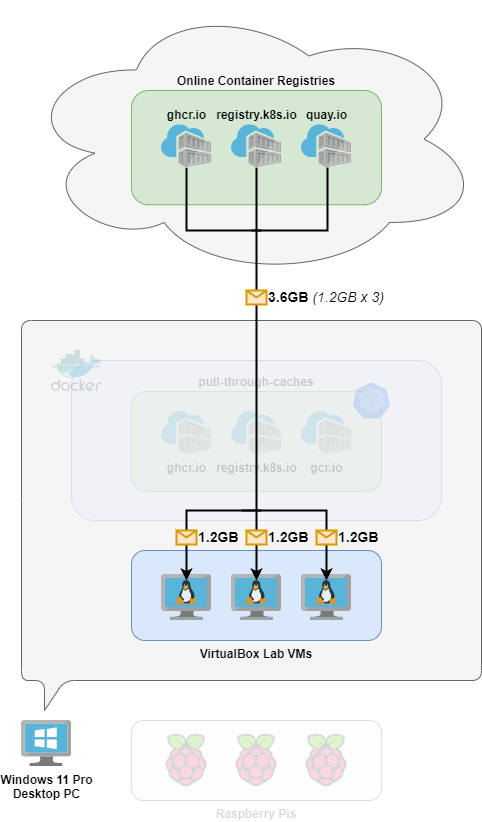 Online Container Registries
ghcr.io registry.k8s.io quay.io
3.6GB (1.2GB x 3)
docker
pull-through-caches
ghcr.io registry.k8s.io gcr.io
1.2GB 1.2GB 1.2GB
VirtualBox Lab VMs
Windows 11 Pro
Desktop PC
Raspberry Pis